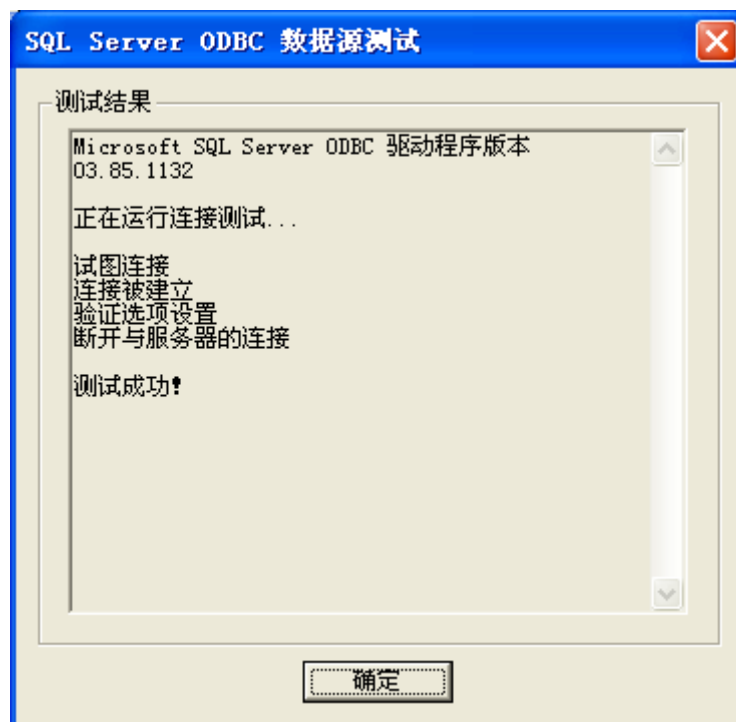 SQL Server ODBC 数据源测试
测试结果
Microsoft SQL Server ODBC 驱动程序版本
03.85.1132
正在运行连接测试...
试图连接
连接被建立
验证选项设置
断开与服务器的连接
测试成功!
确定